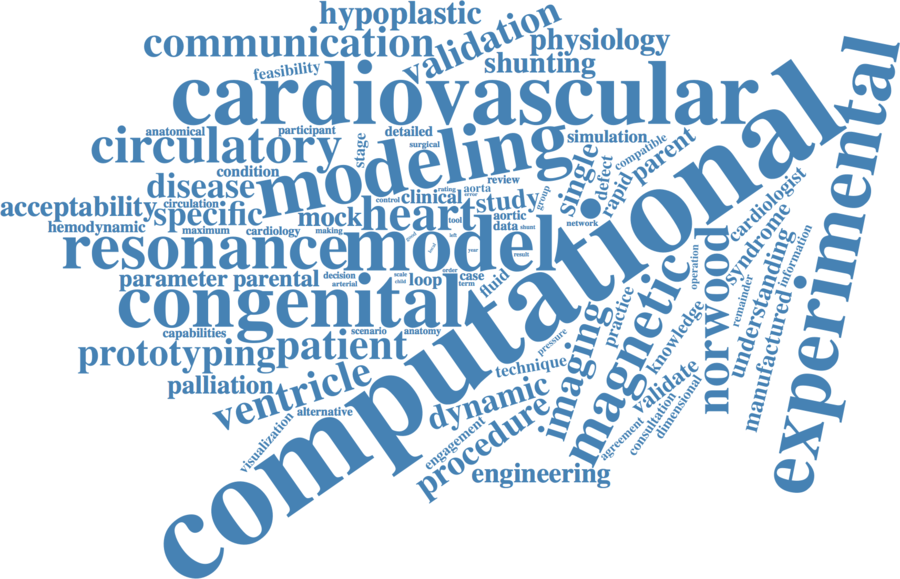 hypoplastic
communication
validation
physiology
feasibility
shunting
cardiovascular
anatomical
participant
stage
detailed
surgical
simulation
compatible
circulatory
modeling
single
defect
rapid
parent
condition
disease
control
rating
error
aorta
review
group
clinical
study
acceptability
circulation
specific
mock
heart
tool
aortic
data
shunt
network
cardiologist
hemodynamic
maximum
cardiology
making
left
resonance
model
year
result
computational
experimental
norwood
syndrome
information
operation
parameter
parental
decision
arterial
scale
child
order
loop
case
term
fluid
magnetic
remainder
understanding
manufactured
congenital
capabilities
scenario
anatomy
pressure
imaging
practice
knowledge
prototyping
patient
technique
palliation
ventricle
alternative
dynamic
validate
visualization
engagement
procedure
agreement
consultation
dimensional
engineering